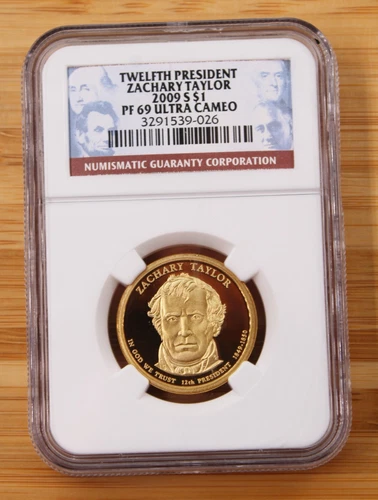 TWELFTH PRESIDENT
ZACHARY TAYLOR
2009 S $1
PF 69 ULTRA CAMEO
3291539-026
NUMISMATIC GUARANTY CORPORATION
ZACHARY TAYLOR
IN GOD WE TRUST 12th PRESIDENT 1849-1850